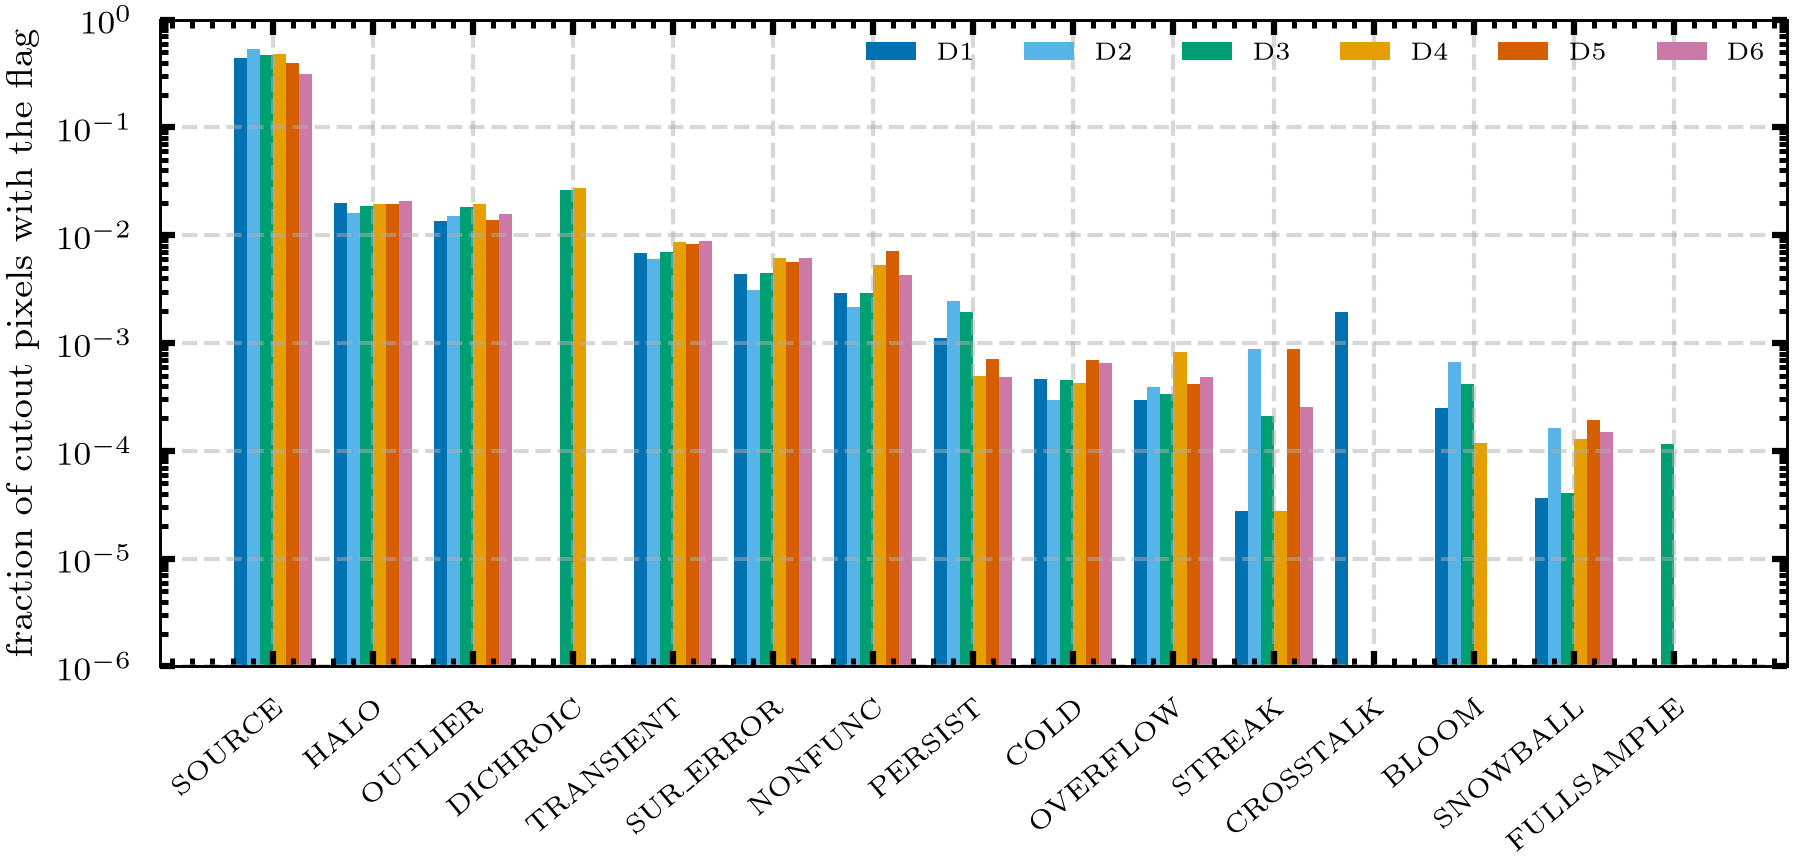 fraction of cutout pixels with the flag
10^0
10^−1
10^−2
10^−3
10^−4
10^−5
10^−6
D1 D2 D3 D4 D5 D6
SOURCE
HALO
OUTLIER
DICHROIC
TRANSIENT
SUR_ERROR
NONFUNC
PERSIST
COLD
OVERFLOW
STREAK
CROSSTALK
BLOOM
SNOWBALL
FULLSAMPLE